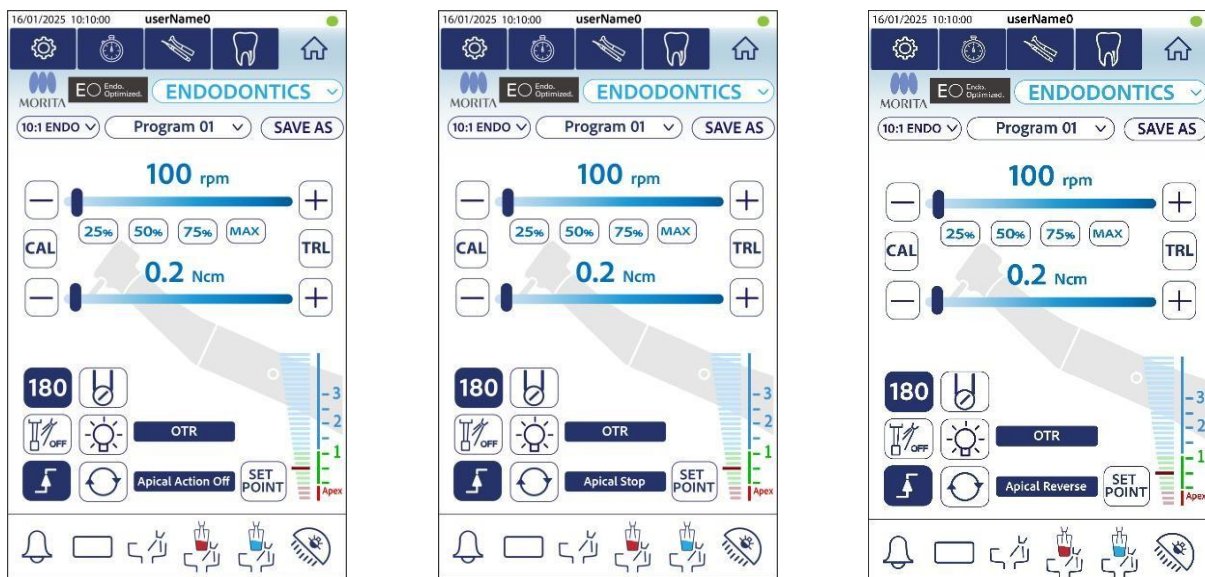 16/01/2025 10:10:00 userName0
MORITA
EO Endo. Optimized.
ENDODONTICS
10:1 ENDO
Program 01
SAVE AS
100 rpm
25% 50% 75% MAX
CAL
TRL
0.2 Ncm
180
3
2
OFF
OTR
1
Apical Action Off
SET POINT
Apex
16/01/2025 10:10:00 userName0
MORITA
EO Endo. Optimized.
ENDODONTICS
10:1 ENDO
Program 01
SAVE AS
100 rpm
25% 50% 75% MAX
CAL
TRL
0.2 Ncm
180
3
2
OFF
OTR
1
Apical Stop
SET POINT
Apex
16/01/2025 10:10:00 userName0
MORITA
EO Endo. Optimized.
ENDODONTICS
10:1 ENDO
Program 01
SAVE AS
100 rpm
25% 50% 75% MAX
CAL
TRL
0.2 Ncm
180
3
2
OFF
OTR
1
Apical Reverse
SET POINT
Apex